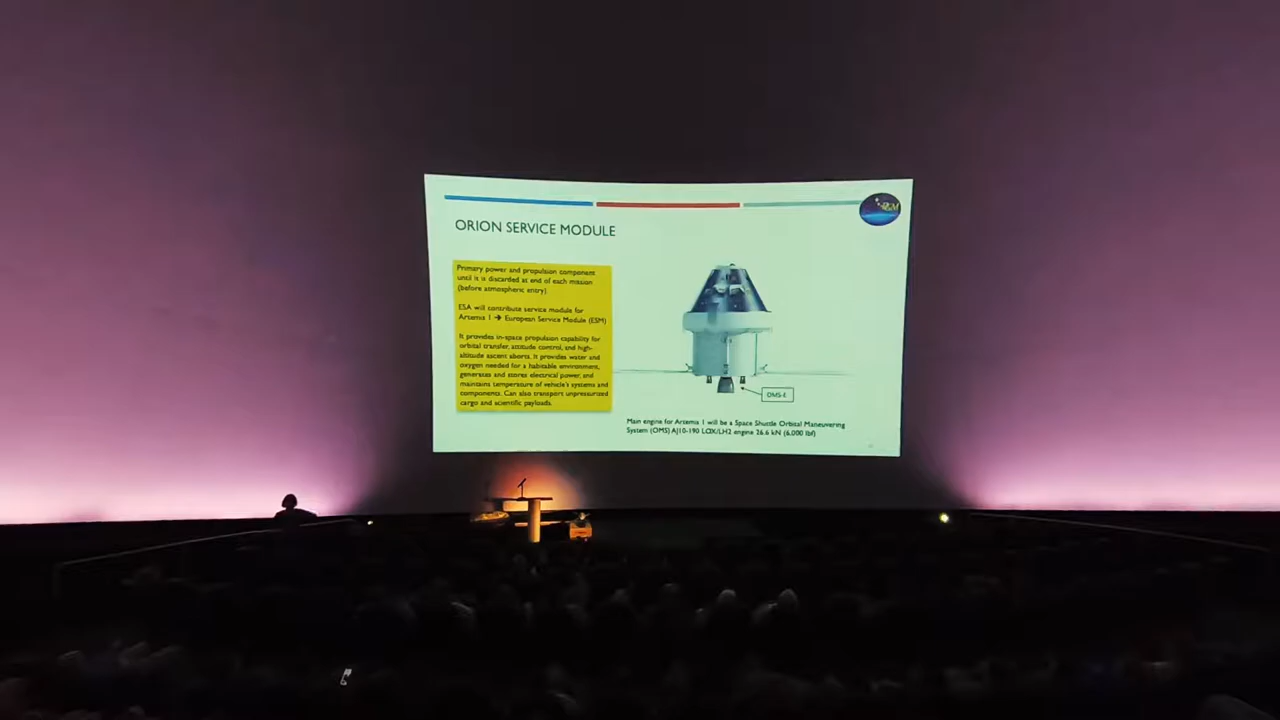 ORION SERVICE MODULE
Primary power and propulsion component
until it is discarded at end of each mission
(before atmospheric entry)
ESA will contribute service module for
Artemis 1 → European Service Module (ESM)
It provides in-space propulsion capability for
orbital transfer, attitude control, and high-
altitude ascent aborts. It provides water and
oxygen needed for a habitable environment,
generates and stores electrical power, and
maintains temperature of vehicle's systems and
components. Can also transport unpressurized
cargo and scientific payloads.
OMS-E
Main engine for Artemis 1 will be a Space Shuttle Orbital Maneuvering
System (OMS) AJ10-190 LOX/LH2 engine 26.6 kN (6,000 lbf)